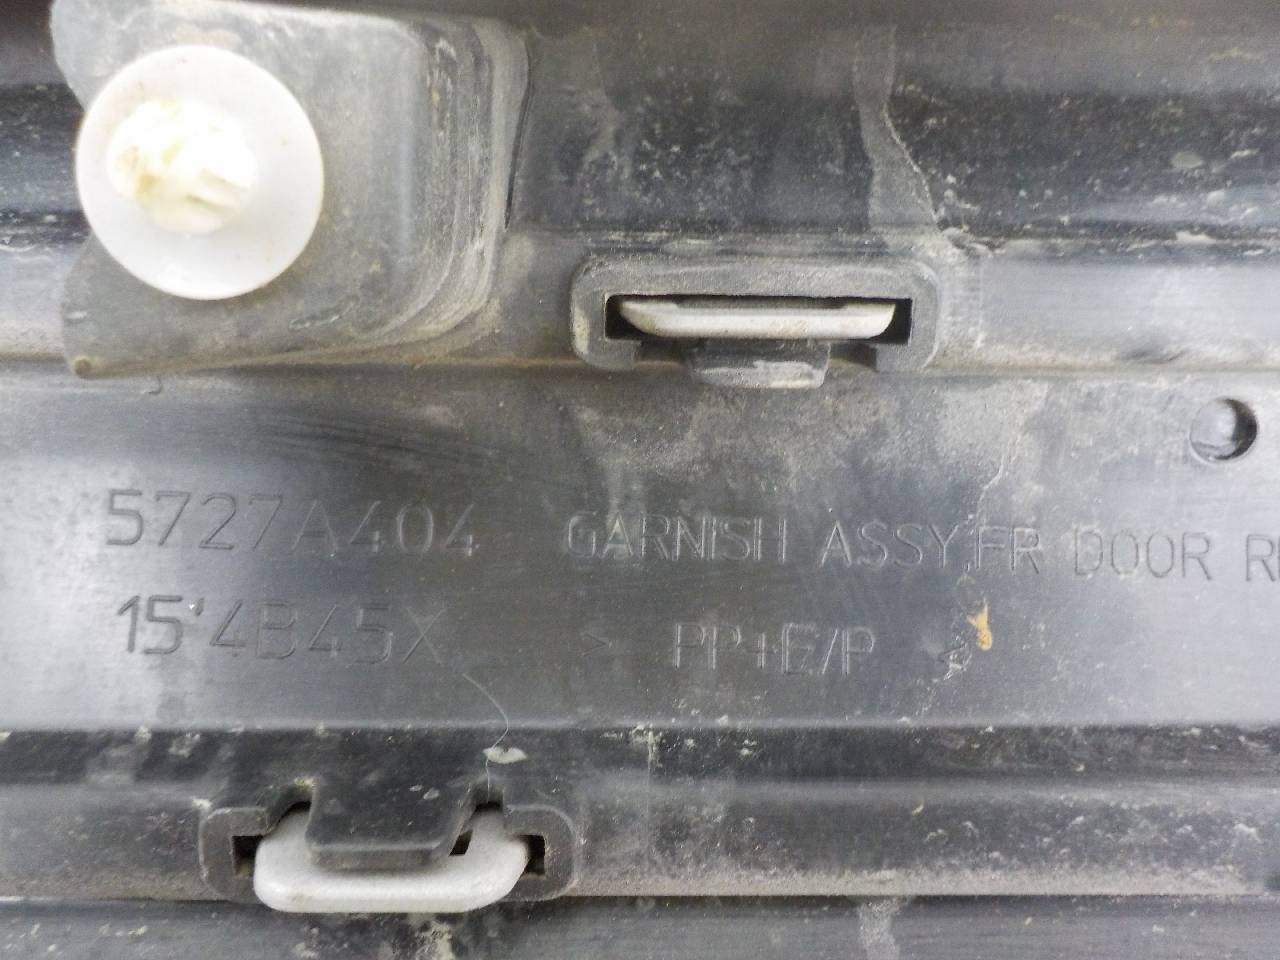 5727A404 GARNISH ASSY,FR DOOR
15'4B45X > PP+E/P